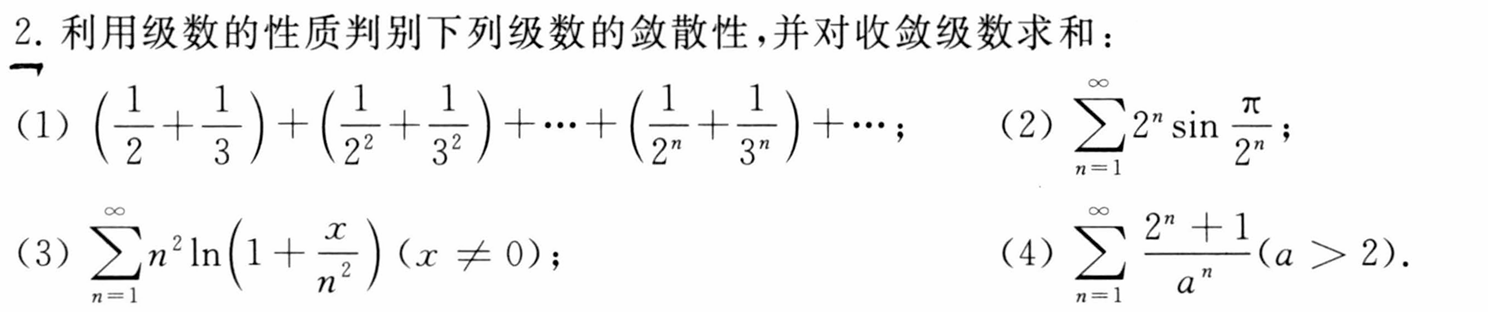 2. 利用级数的性质判别下列级数的敛散性,并对收敛级数求和:
(1) $\left(\frac{1}{2}+\frac{1}{3}\right)+\left(\frac{1}{2^2}+\frac{1}{3^2}\right)+\cdots+\left(\frac{1}{2^n}+\frac{1}{3^n}\right)+\cdots$; (2) $\sum_{n=1}^{\infty}2^n\sin\frac{\pi}{2^n}$;
(3) $\sum_{n=1}^{\infty}n^2\ln\left(1+\frac{x}{n^2}\right)(x\neq 0)$; (4) $\sum_{n=1}^{\infty}\frac{2^n+1}{a^n}(a>2)$.